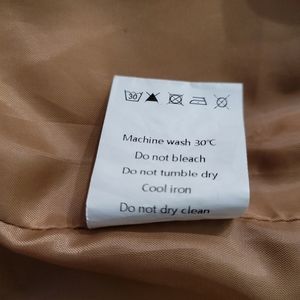 30
Machine wash 30℃
Do not bleach
Do not tumble dry
Cool iron
Do not dry clean